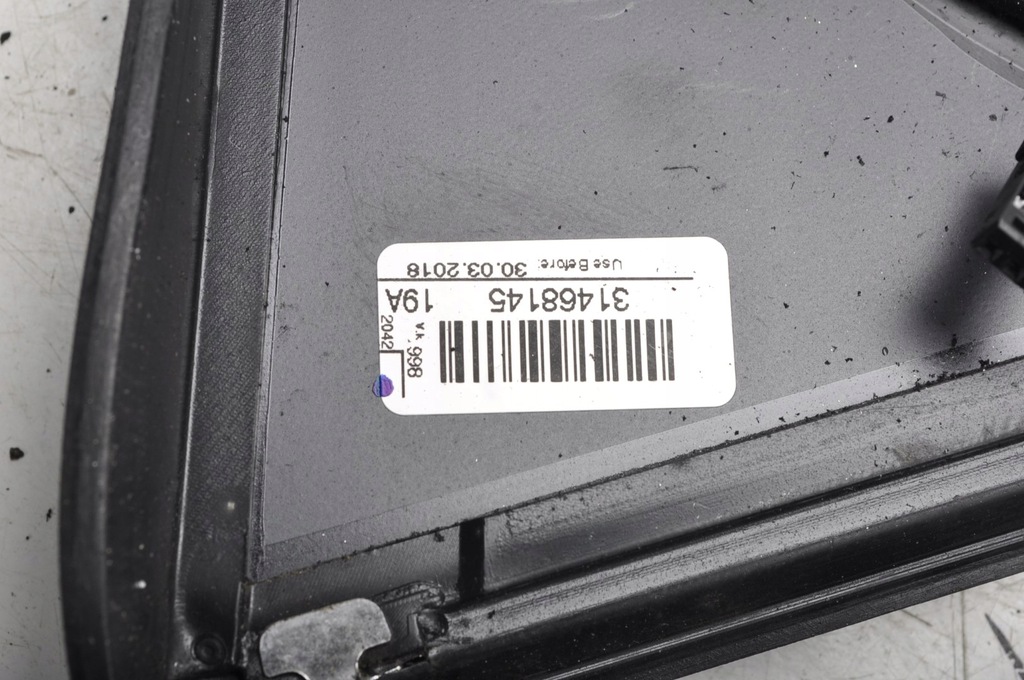 Use Before: 30.03.2018
31468145 19A
V.k. 998
2042